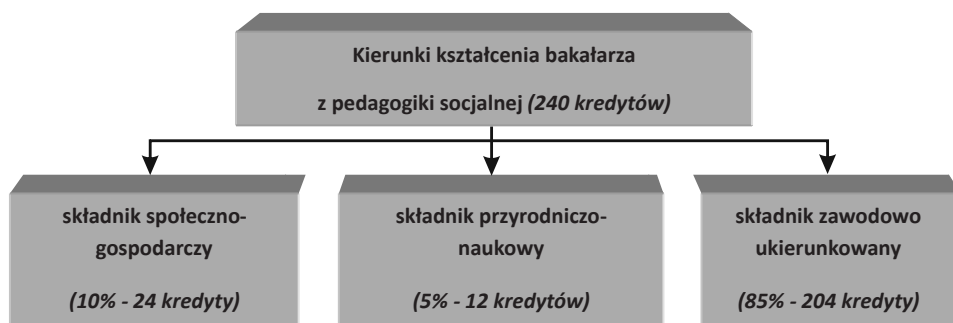 Kierunki kształcenia bakałarza
z pedagogiki socjalnej (240 kredytów)
składnik społeczno-
gospodarczy
(10% - 24 kredyty)
składnik przyrodniczo-
naukowy
(5% - 12 kredytów)
składnik zawodowo
ukierunkowany
(85% - 204 kredyty)